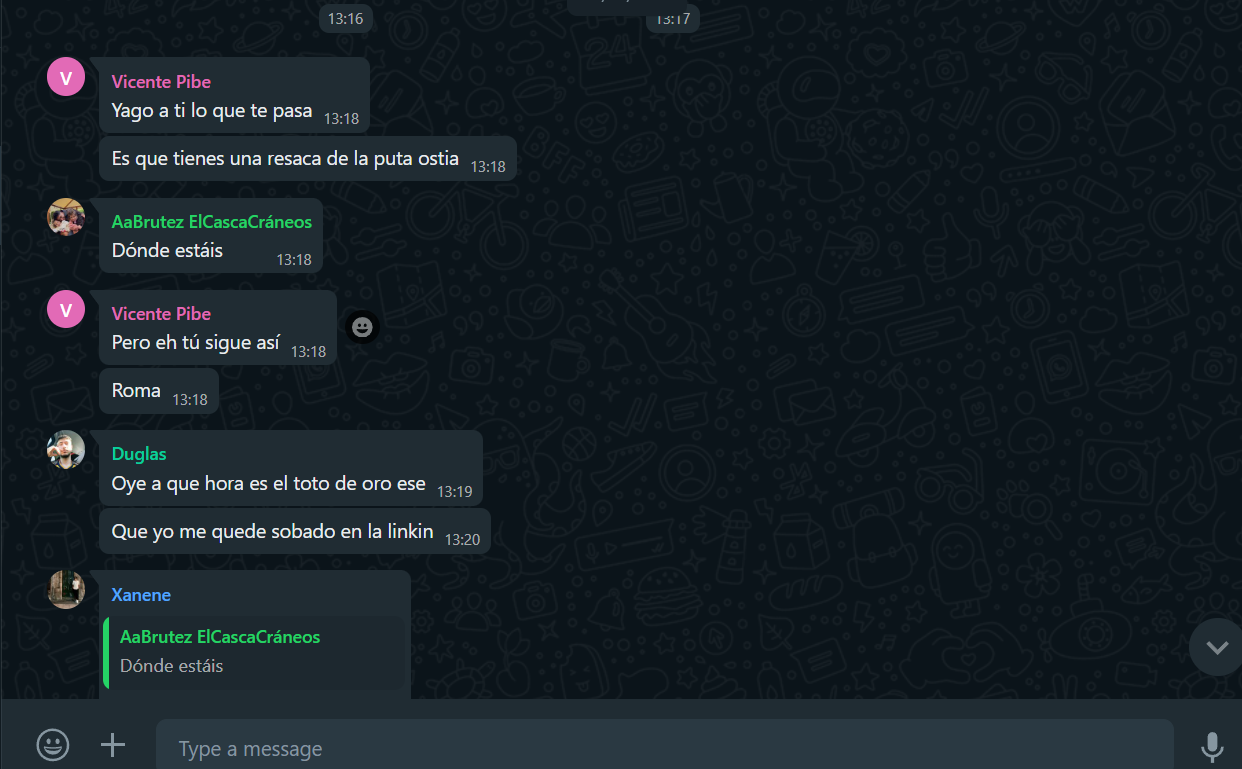 13:16
13:17
V
Vicente Pibe
Yago a ti lo que te pasa 13:18
Es que tienes una resaca de la puta ostia 13:18
AaBrutez ElCascaCráneos
Dónde estáis 13:18
V
Vicente Pibe
Pero eh tú sigue así 13:18
Roma 13:18
Duglas
Oye a que hora es el toto de oro ese 13:19
Que yo me quede sobado en la linkin 13:20
Xanene
AaBrutez ElCascaCráneos
Dónde estáis
Type a message